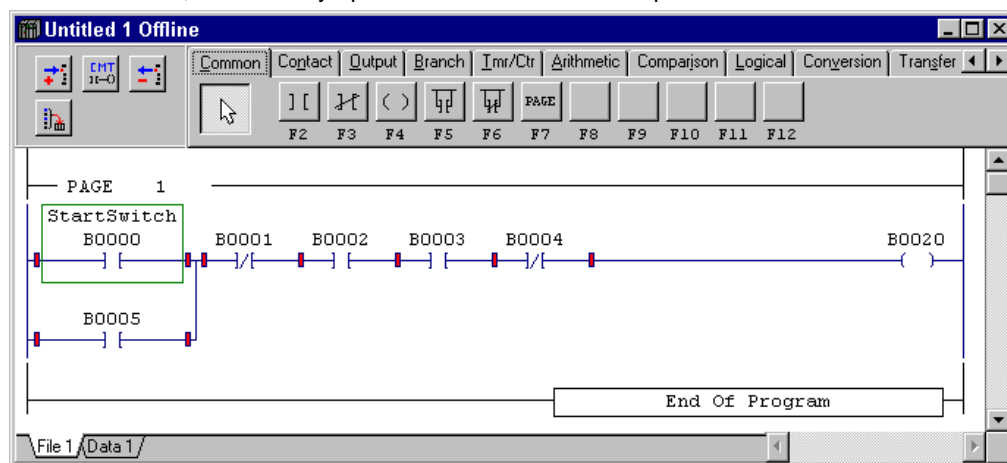 Untitled 1 Offline
CMT
Common Contact Output Branch Tmr/Ctr Arithmetic Comparison Logical Conversion Transfer
PAGE
F2 F3 F4 F5 F6 F7 F8 F9 F10 F11 F12
PAGE 1
StartSwitch
B0000 B0001 B0002 B0003 B0004 B0020
B0005
End Of Program
File 1 Data 1